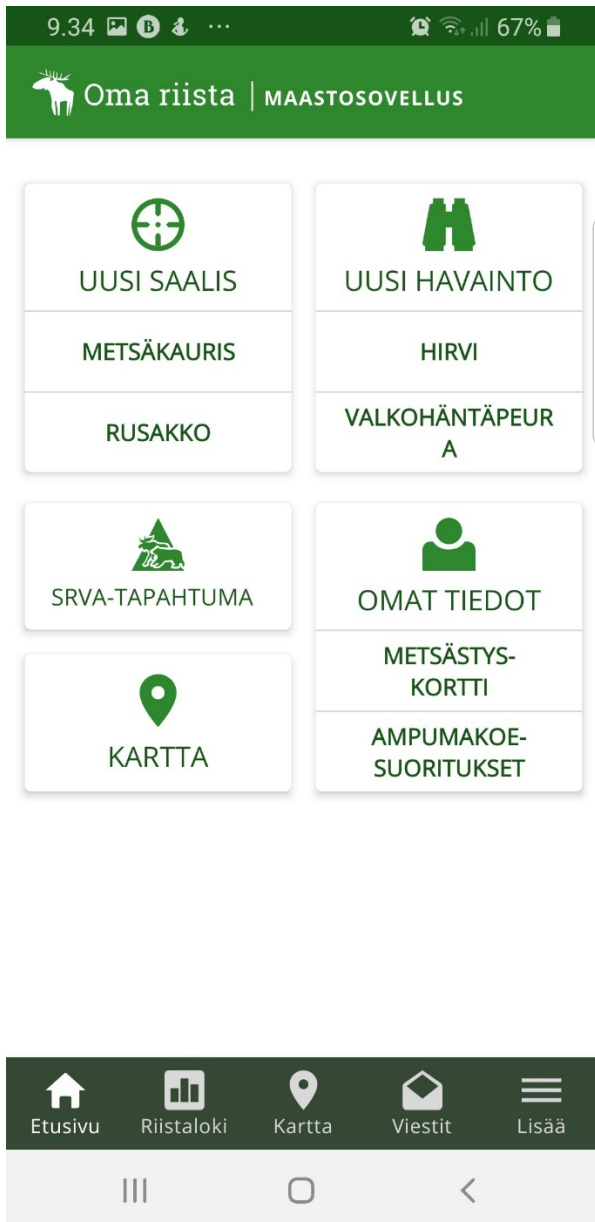 9.34 B ... 67%
Oma riista | MAASTOSOVELLUS
UUSI SAALIS
METSÄKAURIS
RUSAKKO
UUSI HAVAINTO
HIRVI
VALKOHÄNTÄPEUR
A
SRVA-TAPAHTUMA
KARTTA
OMAT TIEDOT
METSÄSTYS-
KORTTI
AMPUMAKOE-
SUORITUKSET
Etusivu Riistaloki Kartta Viestit Lisää